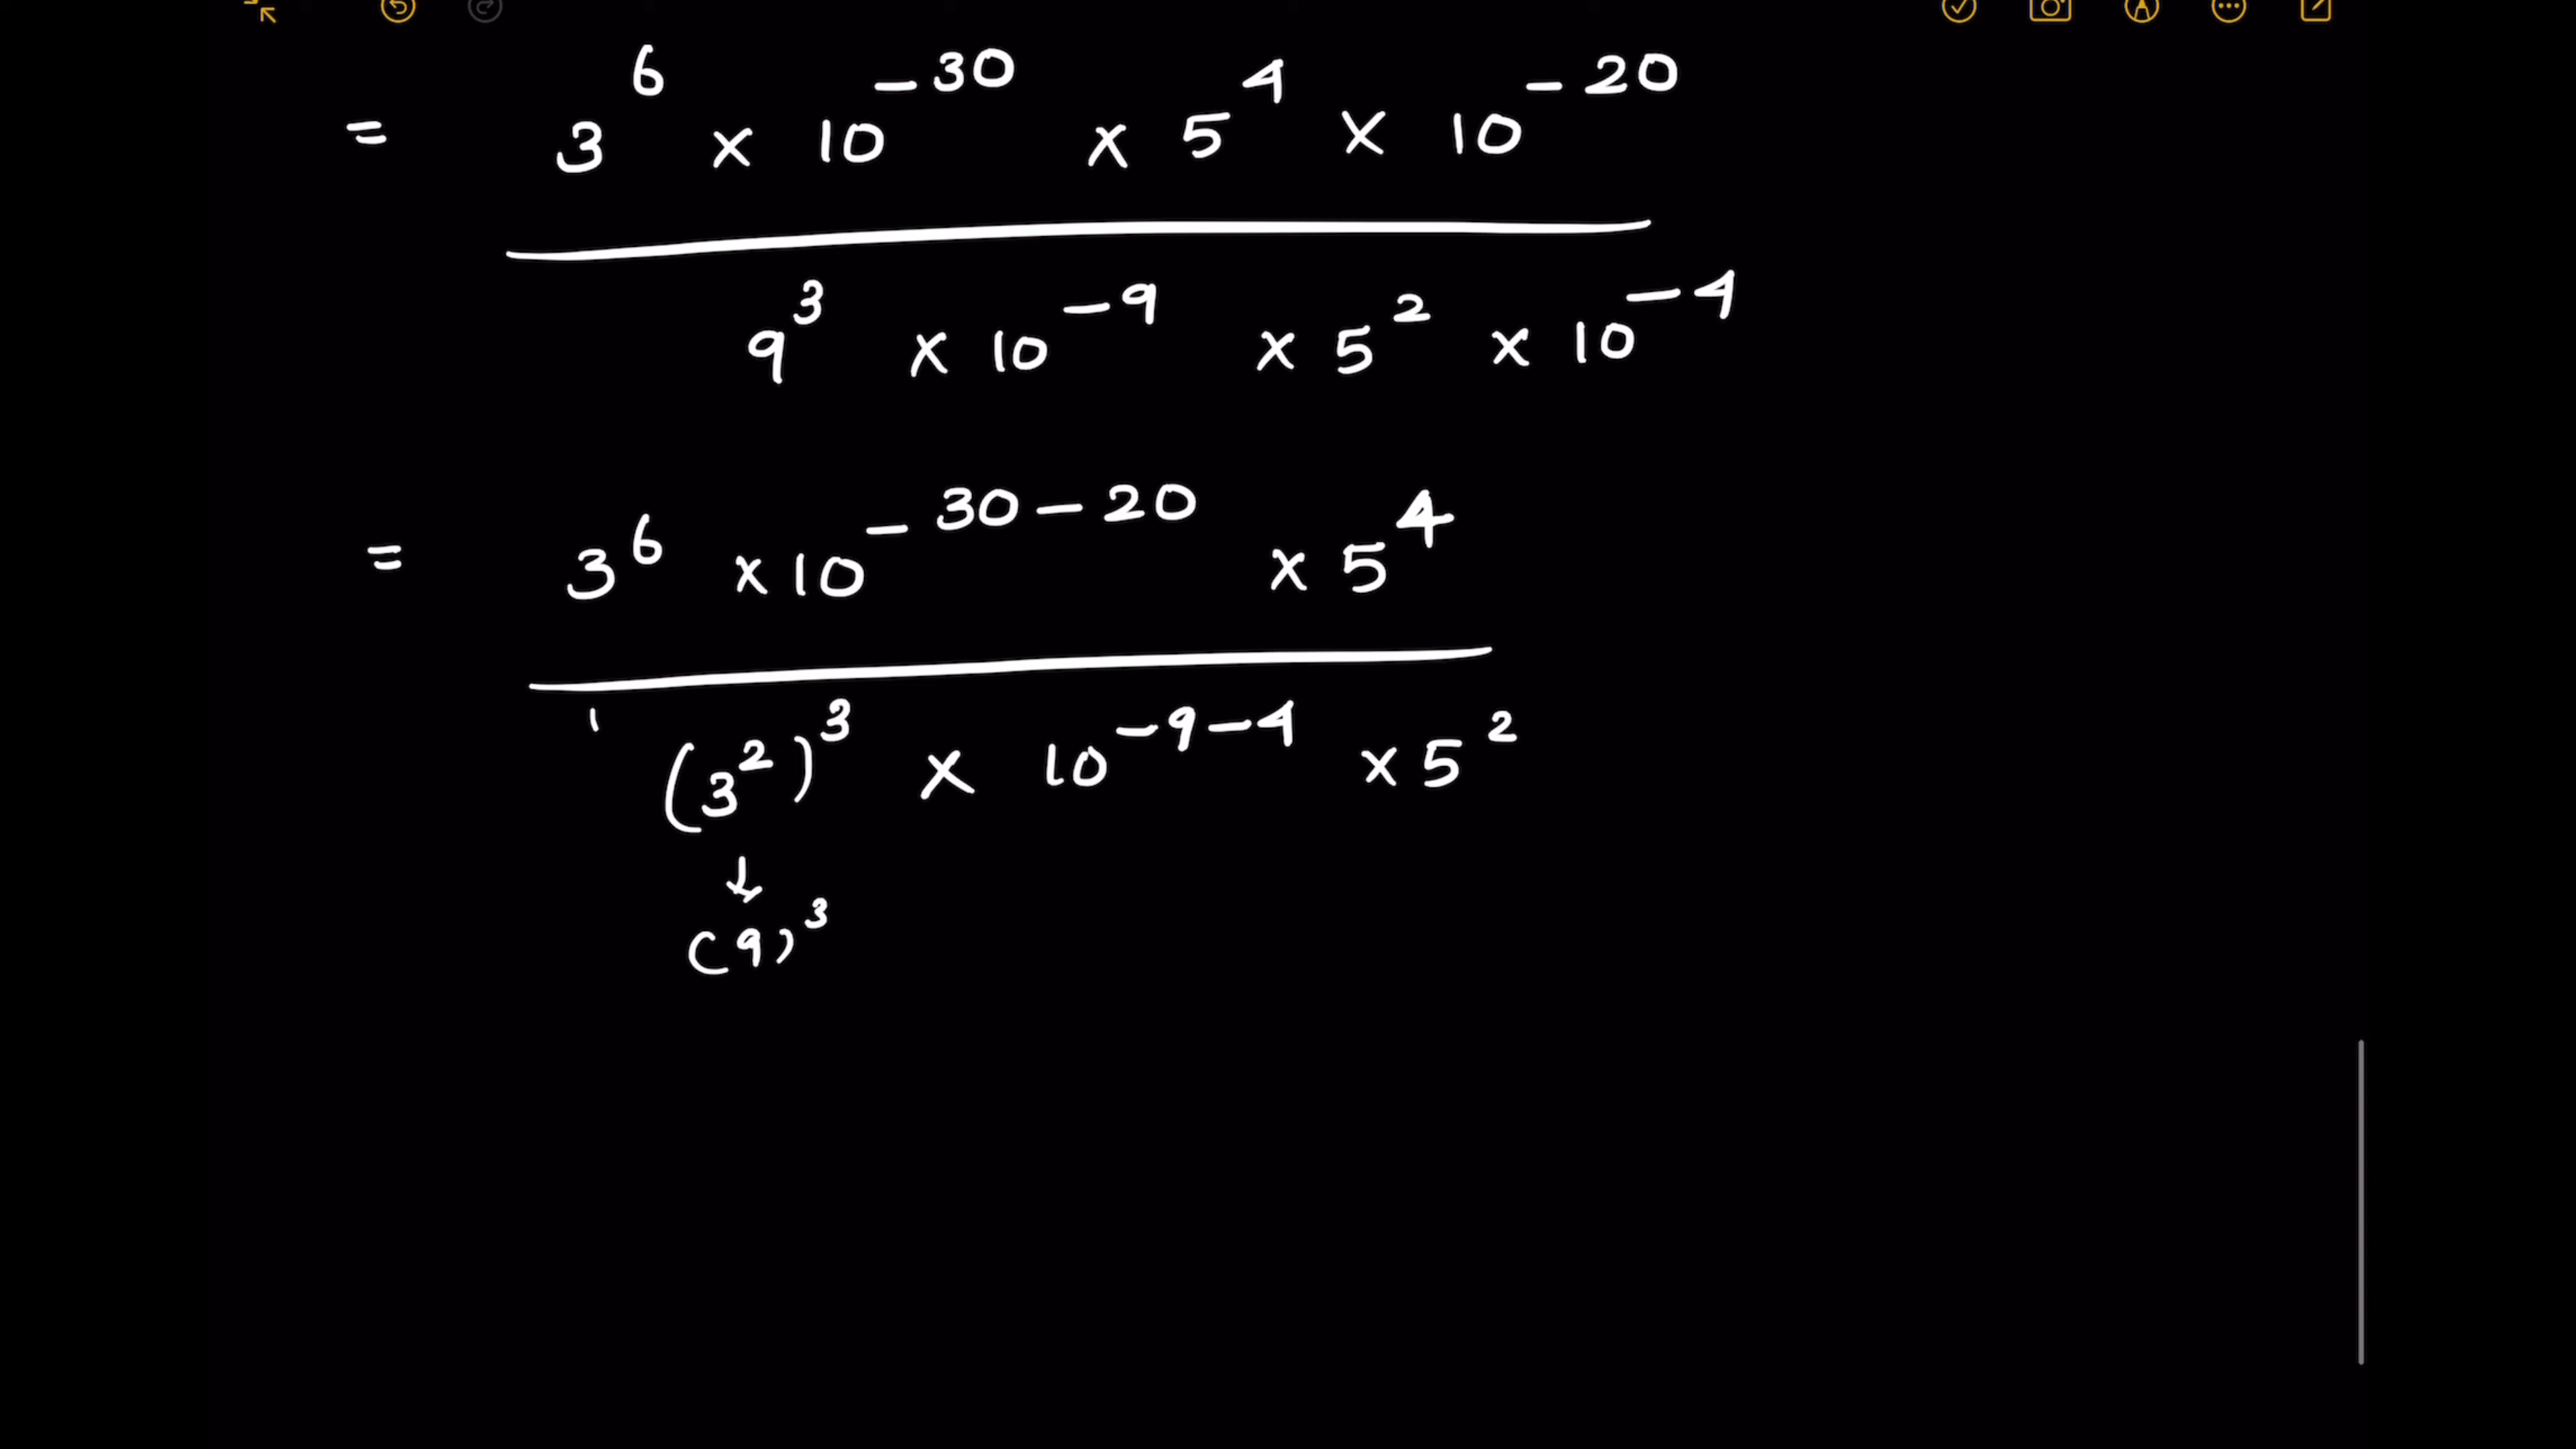 = 3^6 × 10^-30 × 5^4 × 10^-20
9^3 × 10^-9 × 5^2 × 10^-4
= 3^6 × 10^-30-20 × 5^4
(3^2)^3 × 10^-9-4 × 5^2
↓
(9)^3